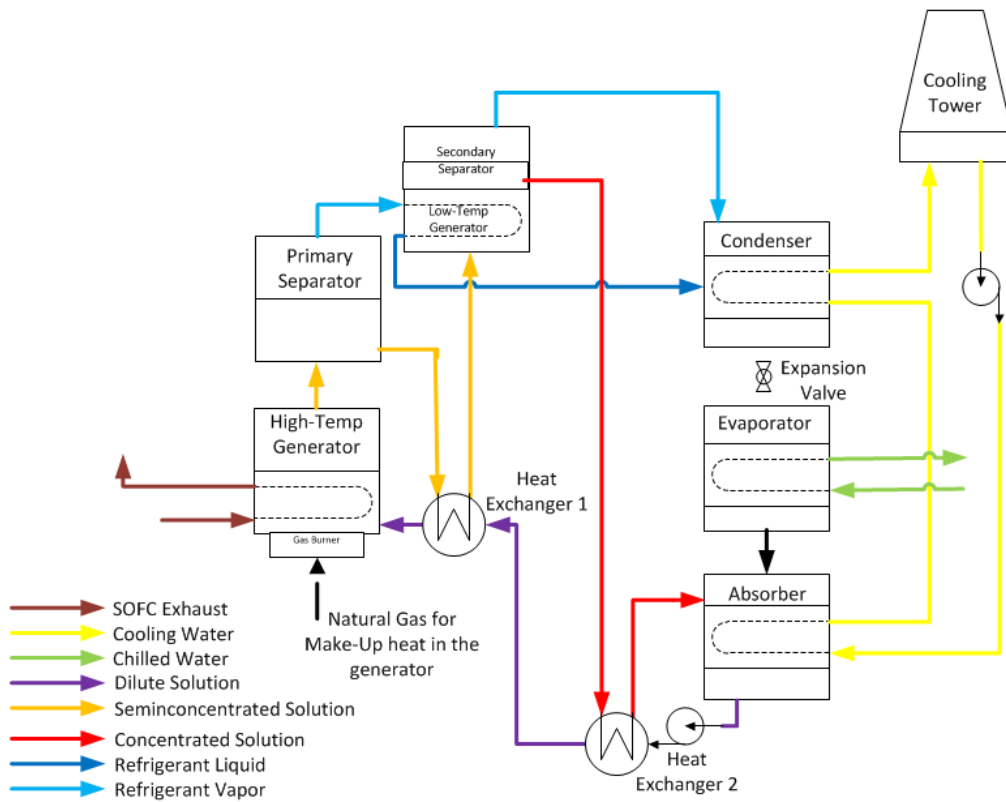 Cooling
Tower
Secondary
Separator
Low-Temp
Generator
Primary
Separator
Condenser
Expansion
Valve
High-Temp
Generator
Evaporator
Heat
Exchanger 1
Gas Burner
Absorber
Natural Gas for
Make-Up heat in the
generator
Heat
Exchanger 2
SOFC Exhaust
Cooling Water
Chilled Water
Dilute Solution
Seminconcentrated Solution
Concentrated Solution
Refrigerant Liquid
Refrigerant Vapor